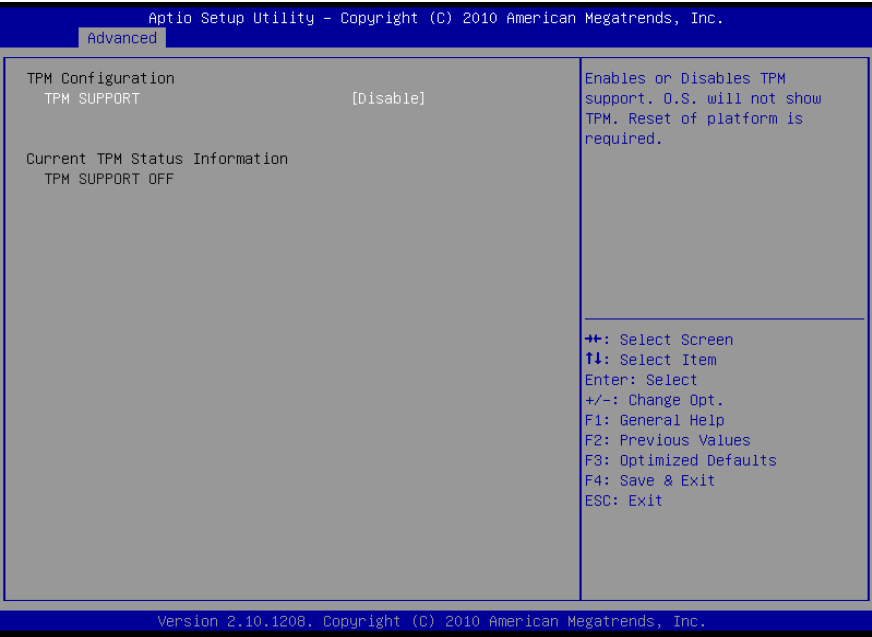 Aptio Setup Utility – Copyright (C) 2010 American Megatrends, Inc.
Advanced
TPM Configuration
TPM SUPPORT [Disable]
Current TPM Status Information
TPM SUPPORT OFF
Enables or Disables TPM
support. O.S. will not show
TPM. Reset of platform is
required.
→←: Select Screen
↑↓: Select Item
Enter: Select
+/-: Change Opt.
F1: General Help
F2: Previous Values
F3: Optimized Defaults
F4: Save & Exit
ESC: Exit
Version 2.10.1208. Copyright (C) 2010 American Megatrends, Inc.